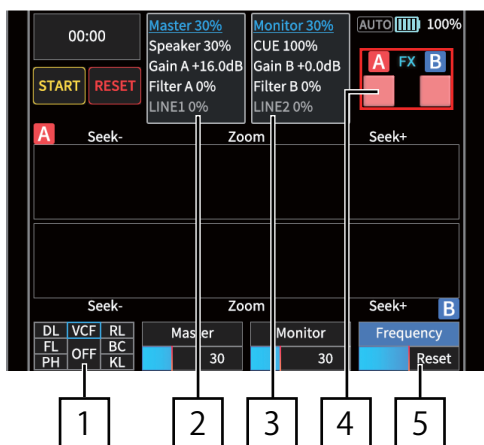 00:00
START RESET
Master 30%
Speaker 30%
Gain A +16.0dB
Filter A 0%
LINE1 0%
Monitor 30%
CUE 100%
Gain B +0.0dB
Filter B 0%
LINE2 0%
AUTO 100%
A FX B
A Seek- Zoom Seek+
Seek- Zoom Seek+ B
DL VCF RL
FL OFF BC
PH KL
Master
30
Monitor
30
Frequency
Reset
1 2 3 4 5